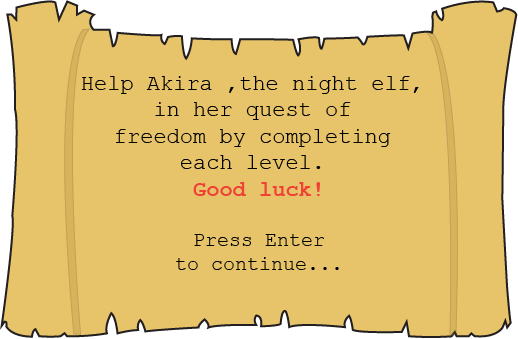 Help Akira ,the night elf,
in her quest of
freedom by completing
each level.
Good luck!
Press Enter
to continue...